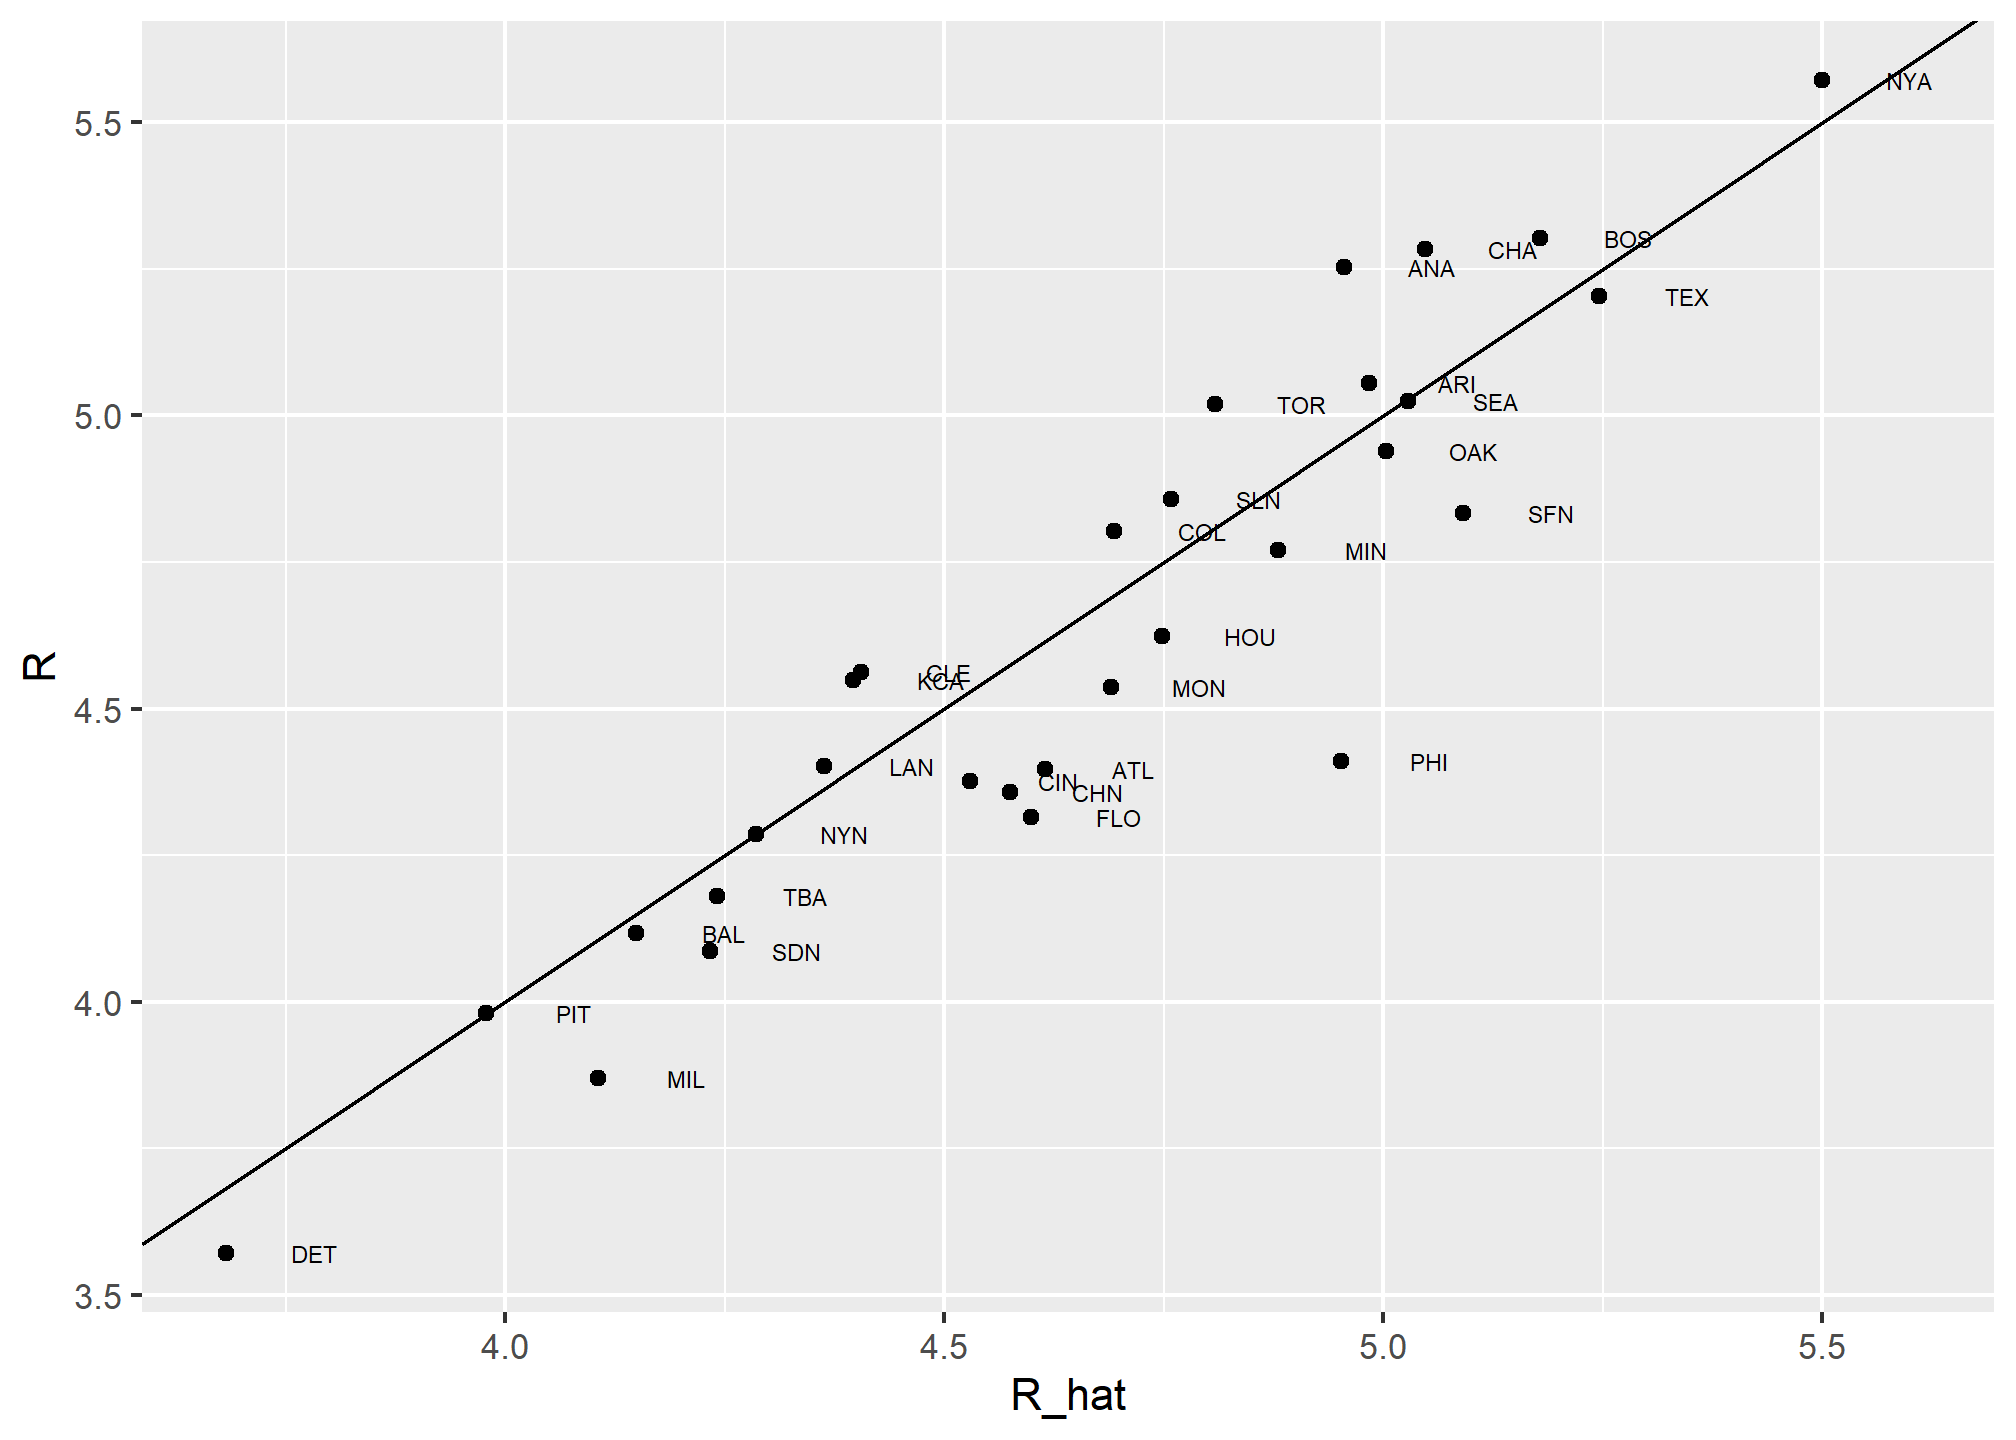 NYA
5.5
BOS
CHA
ANA
TEX
ARI
SEA
5.0
TOR
OAK
SLN
SFN
COL
MIN
HOU
R
CLE
KCA
MON
4.5
PHI
LAN
ATL
CIN
CHN
FLO
NYN
TBA
BAL
SDN
4.0
PIT
MIL
DET
3.5
4.0 4.5 5.0 5.5
R_hat